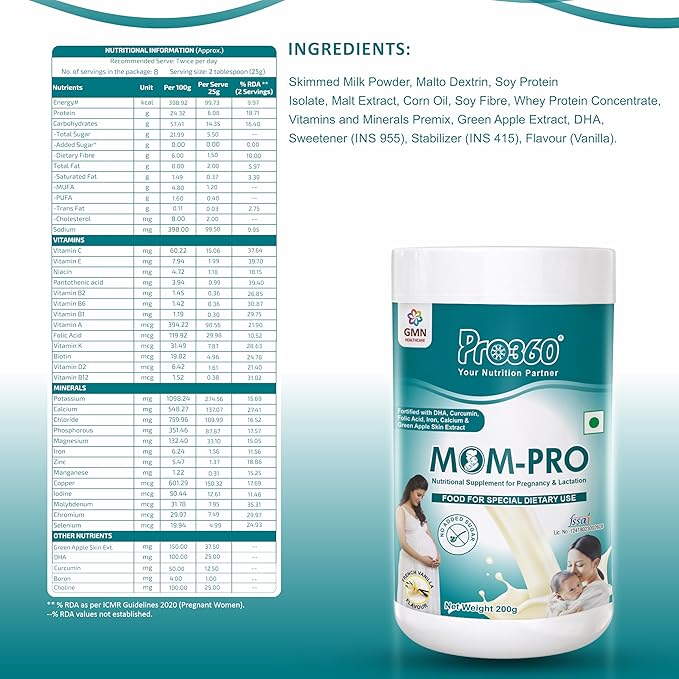 NUTRITIONAL INFORMATION (Approx.)
Recommended Serve: Twice per day
No. of servings in the package: 8 Serving size: 2 tablespoon (25g)
Nutrients Unit Per 100g Per Serve 25g % RDA ** (2 Servings)
Energy# kcal 398.92 99.73 9.97
Protein g 24.32 6.08 18.71
Carbohydrates g 57.41 14.35 16.40
-Total Sugar g 21.99 5.50 --
-Added Sugar* g 0.00 0.00 0.00
-Dietary Fibre g 6.00 1.50 10.00
Total Fat g 8.00 2.00 5.97
-Saturated Fat g 1.49 0.37 3.39
-MUFA g 4.80 1.20 --
-PUFA g 1.60 0.40 --
-Trans Fat g 0.11 0.03 2.75
-Cholesterol mg 8.00 2.00 --
Sodium mg 398.00 99.50 9.95
VITAMINS
Vitamin C mg 60.22 15.06 37.64
Vitamin E mg 7.94 1.99 39.70
Niacin mg 4.72 1.18 18.15
Pantothenic acid mg 3.94 0.99 39.40
Vitamin B2 mg 1.45 0.36 26.85
Vitamin B6 mg 1.42 0.36 30.87
Vitamin B1 mg 1.19 0.30 29.75
Vitamin A mcg 394.22 98.56 21.90
Folic Acid mcg 119.92 29.98 10.52
Vitamin K mcg 31.49 7.87 28.63
Biotin mcg 19.82 4.96 24.78
Vitamin D2 mcg 6.42 1.61 21.40
Vitamin B12 mcg 1.52 0.38 31.02
MINERALS
Potassium mg 1098.24 274.56 15.69
Calcium mg 548.27 137.07 27.41
Chloride mg 759.96 189.99 16.52
Phosphorous mg 351.46 87.87 17.57
Magnesium mg 132.40 33.10 15.05
Iron mg 6.24 1.56 11.56
Zinc mg 5.47 1.37 18.86
Manganese mg 1.22 0.31 15.25
Copper mcg 601.29 150.32 17.69
Iodine mcg 50.44 12.61 11.46
Molybdenum mcg 31.78 7.95 35.31
Chromium mcg 29.97 7.49 29.97
Selenium mcg 19.94 4.99 24.93
OTHER NUTRIENTS
Green Apple Skin Ext. mg 150.00 37.50 --
DHA mg 100.00 25.00 --
Curcumin mg 50.00 12.50 --
Boron mg 4.00 1.00 --
Choline mg 100.00 25.00 --
** % RDA as per ICMR Guidelines 2020 (Pregnant Women).
--% RDA values not established.
INGREDIENTS:
Skimmed Milk Powder, Malto Dextrin, Soy Protein
Isolate, Malt Extract, Corn Oil, Soy Fibre, Whey Protein Concentrate,
Vitamins and Minerals Premix, Green Apple Extract, DHA,
Sweetener (INS 955), Stabilizer (INS 415), Flavour (Vanilla).
GMN
HEALTHCARE
PRO360®
Your Nutrition Partner
Fortified with DHA, Curcumin,
Folic Acid, Iron, Calcium &
Green Apple Skin Extract
MOM-PRO
Nutritional Supplement for Pregnancy & Lactation
FOOD FOR SPECIAL DIETARY USE
NO ADDED SUGAR
fssai
Lic. No.
FRENCH VANILLA
FLAVOUR
Net Weight 200g